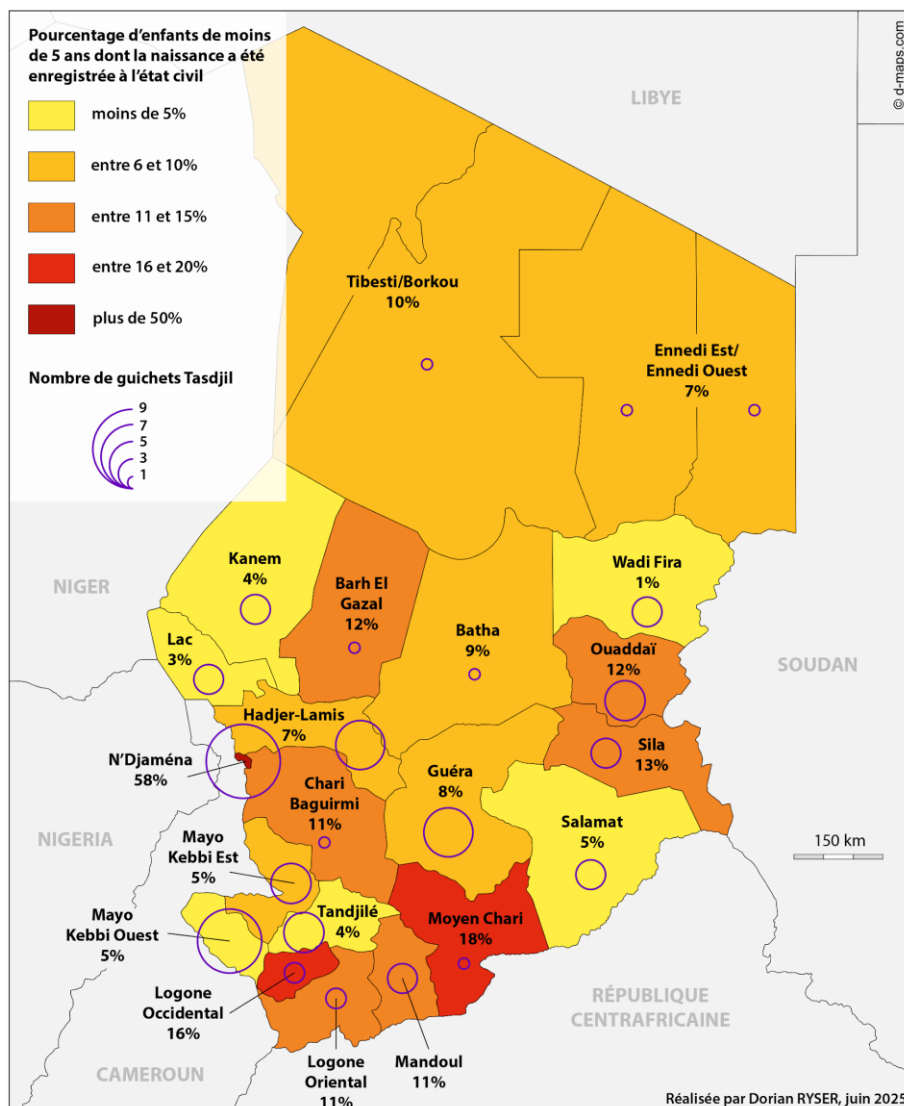 Pourcentage d'enfants de moins
de 5 ans dont la naissance a été
enregistrée à l'état civil
moins de 5%
entre 6 et 10%
entre 11 et 15%
entre 16 et 20%
plus de 50%
Nombre de guichets Tasdjil
9
7
5
3
1
© d-maps.com
LIBYE
Tibesti/Borkou
10%
Ennedi Est/
Ennedi Ouest
7%
NIGER
Kanem
4%
Barh El
Gazal
12%
Wadi Fira
1%
Batha
9%
Lac
3%
Ouaddaï
12%
SOUDAN
Hadjer-Lamis
7%
Sila
13%
N'Djaména
58%
Chari
Baguirmi
11%
Guéra
8%
NIGERIA
Salamat
5%
150 km
Mayo
Kebbi Est
5%
Mayo
Kebbi Ouest
5%
Tandjilé
4%
Moyen Chari
18%
Logone
Occidental
16%
RÉPUBLIQUE
CENTRAFRICAINE
Logone
Oriental
11%
Mandoul
11%
CAMEROUN
Réalisée par Dorian RYSER, juin 2025